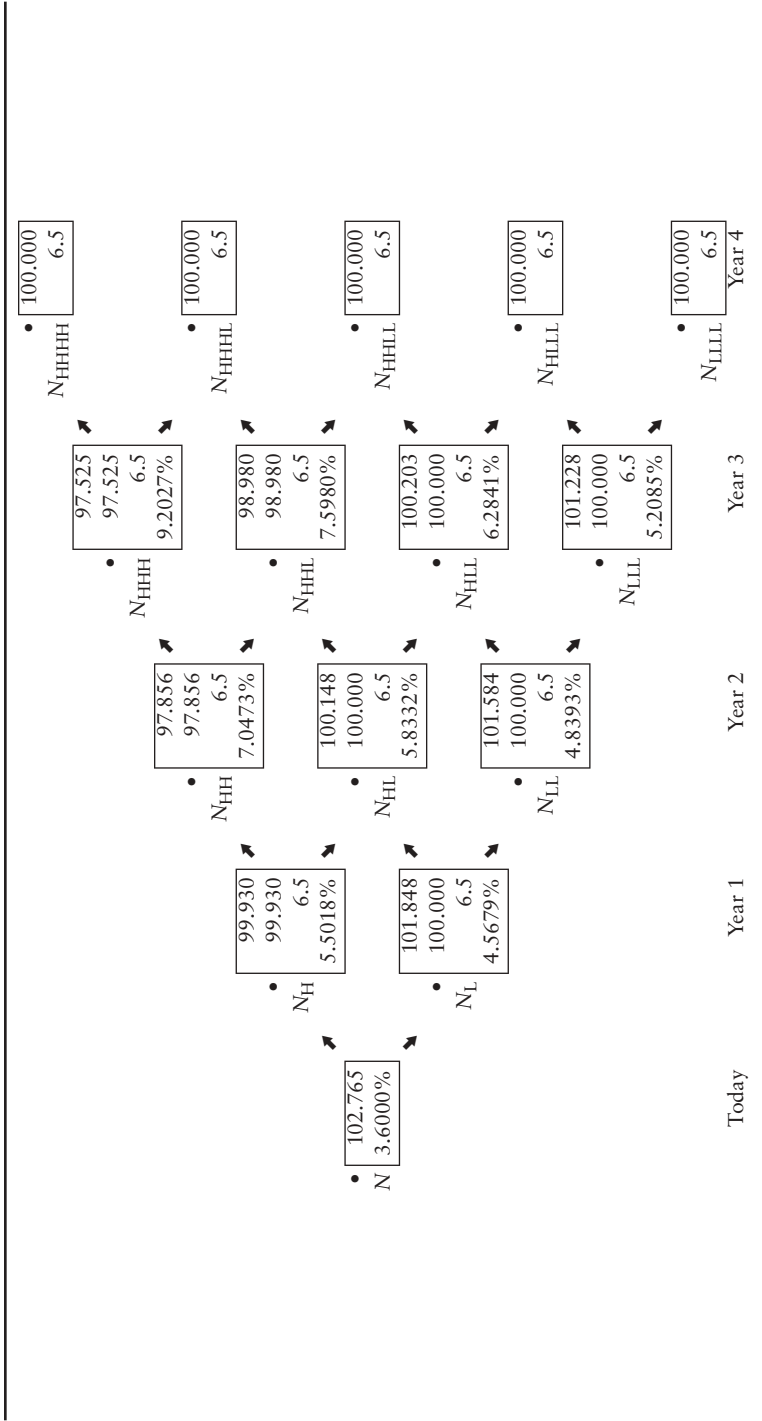 102.765
3.6000%
N
99.930
99.930
6.5
5.5018%
N_H
101.848
100.000
6.5
4.5679%
N_L
97.856
97.856
6.5
7.0473%
N_HH
100.148
100.000
6.5
5.8332%
N_HL
101.584
100.000
6.5
4.8393%
N_LL
97.525
97.525
6.5
9.2027%
N_HHH
98.980
98.980
6.5
7.5980%
N_HHL
100.203
100.000
6.5
6.2841%
N_HLL
101.228
100.000
6.5
5.2085%
N_LLL
100.000
6.5
N_HHHH
100.000
6.5
N_HHHL
100.000
6.5
N_HHLL
100.000
6.5
N_HLLL
100.000
6.5
N_LLLL
Today
Year 1
Year 2
Year 3
Year 4